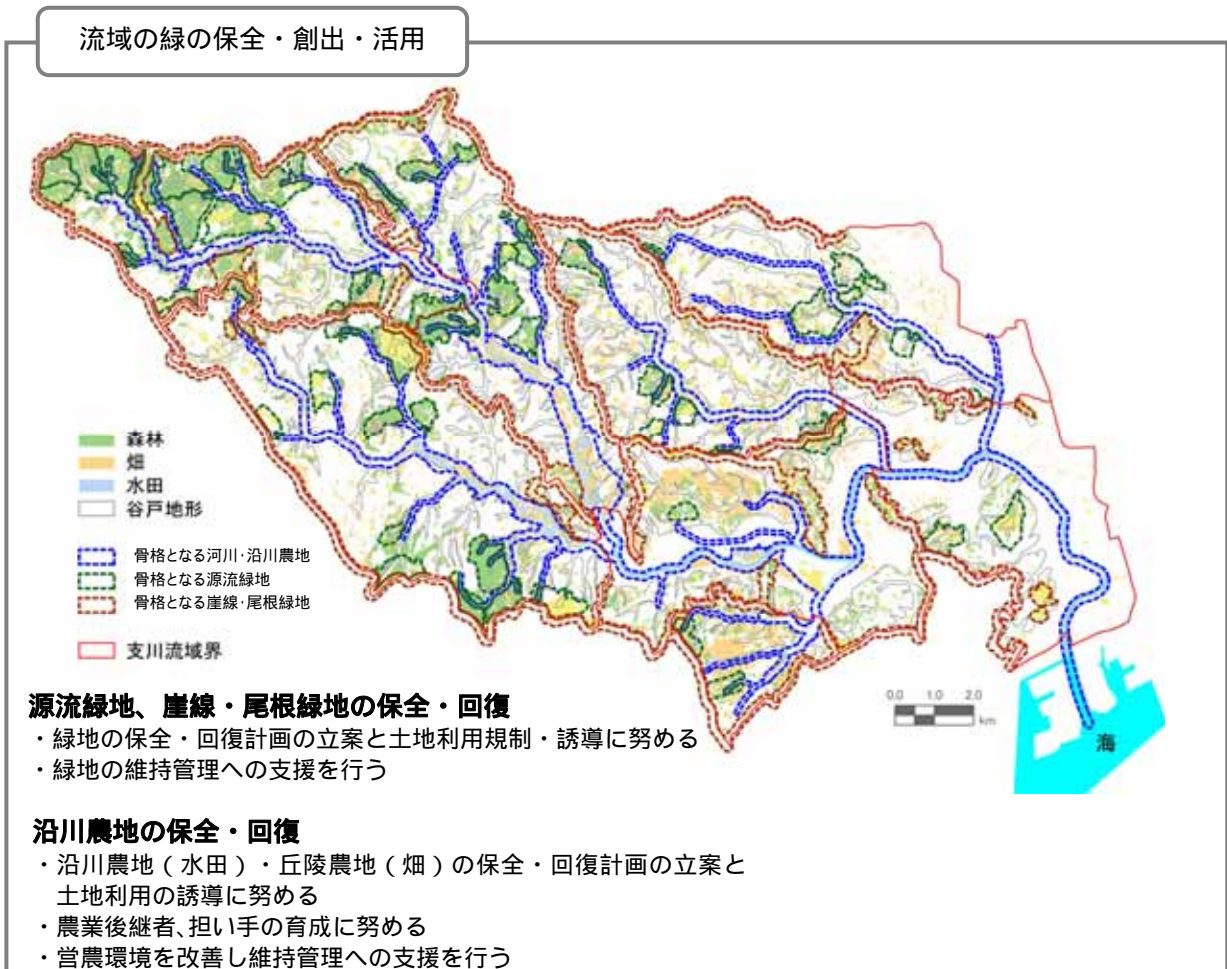 流域の緑の保全・創出・活用
森林
畑
水田
谷戸地形
骨格となる河川・沿川農地
骨格となる源流緑地
骨格となる崖線・尾根緑地
支川流域界
0.0 1.0 2.0
km
海
源流緑地、崖線・尾根緑地の保全・回復
・緑地の保全・回復計画の立案と土地利用規制・誘導に努める
・緑地の維持管理への支援を行う
沿川農地の保全・回復
・沿川農地（水田）・丘陵農地（畑）の保全・回復計画の立案と
土地利用の誘導に努める
・農業後継者、担い手の育成に努める
・営農環境を改善し維持管理への支援を行う